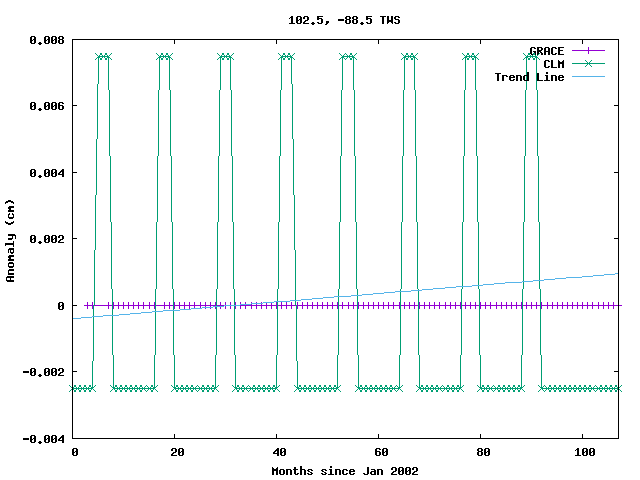 102.5, -88.5 TWS
0.008
GRACE
CLM
Trend Line
0.006
0.004
0.002
0
-0.002
-0.004
Anomaly (cm)
0 20 40 60 80 100
Months since Jan 2002